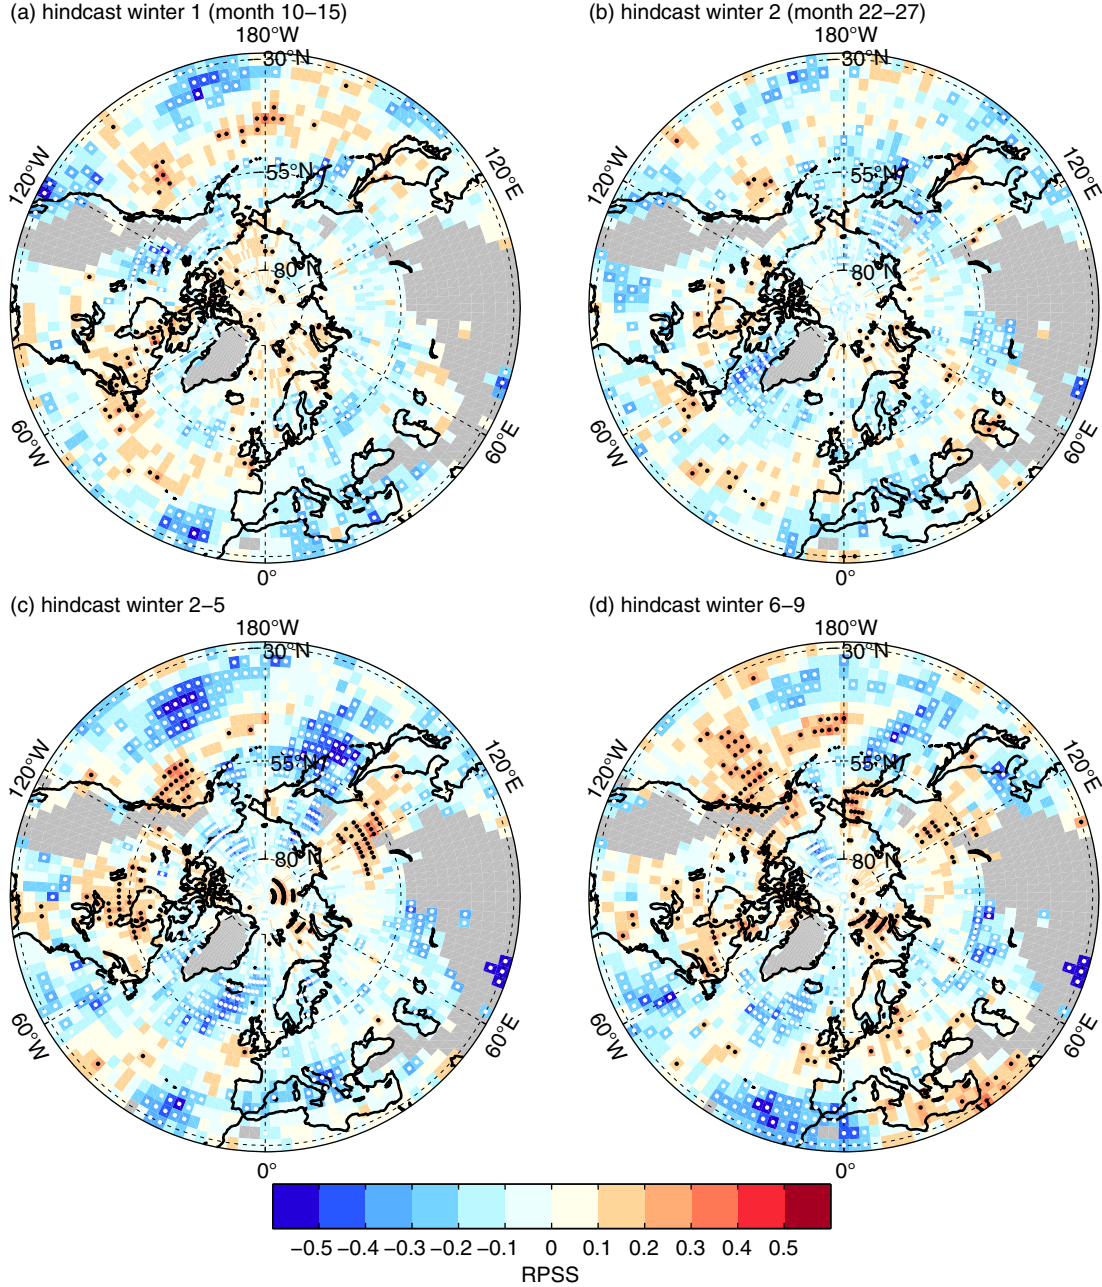 (a) hindcast winter 1 (month 10−15)
180°W
30°N
120°W
55°N
120°E
80°N
60°W
60°E
0°
(b) hindcast winter 2 (month 22−27)
180°W
30°N
120°W
55°N
120°E
80°N
60°W
60°E
0°
(c) hindcast winter 2−5
180°W
30°N
120°W
55°N
120°E
80°N
60°W
60°E
0°
(d) hindcast winter 6−9
180°W
30°N
120°W
55°N
120°E
80°N
60°W
60°E
0°
−0.5 −0.4 −0.3 −0.2 −0.1 0 0.1 0.2 0.3 0.4 0.5
RPSS